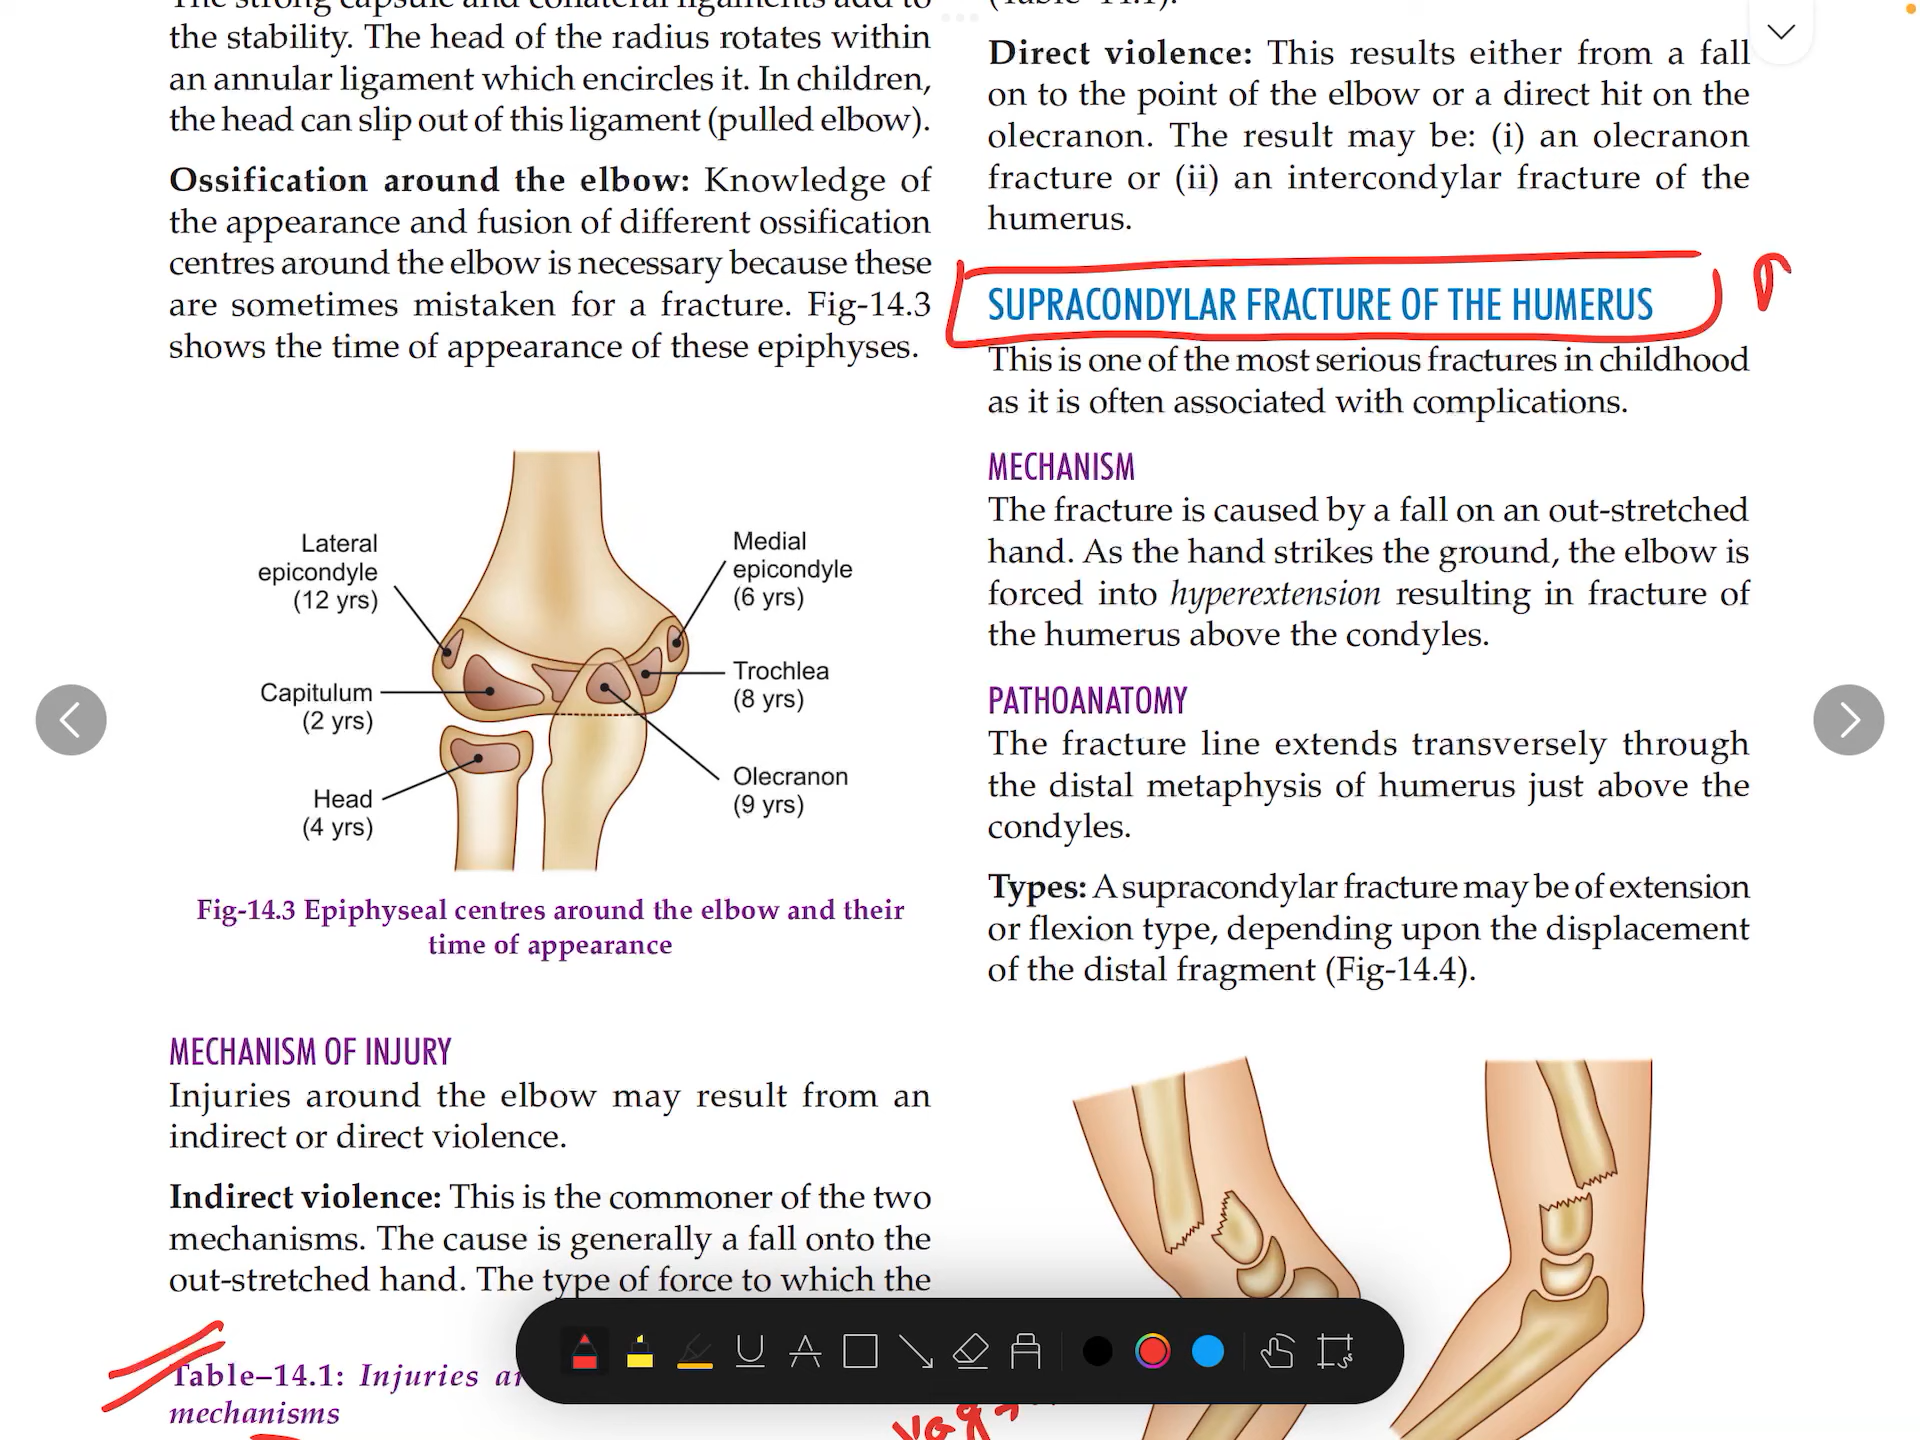 The strong capsule and collateral ligaments add to
the stability. The head of the radius rotates within
an annular ligament which encircles it. In children,
the head can slip out of this ligament (pulled elbow).
Ossification around the elbow: Knowledge of
the appearance and fusion of different ossification
centres around the elbow is necessary because these
are sometimes mistaken for a fracture. Fig-14.3
shows the time of appearance of these epiphyses.
Lateral
epicondyle
(12 yrs)
Capitulum
(2 yrs)
Head
(4 yrs)
Medial
epicondyle
(6 yrs)
Trochlea
(8 yrs)
Olecranon
(9 yrs)
Fig-14.3 Epiphyseal centres around the elbow and their
time of appearance
MECHANISM OF INJURY
Injuries around the elbow may result from an
indirect or direct violence.
Indirect violence: This is the commoner of the two
mechanisms. The cause is generally a fall onto the
out-stretched hand. The type of force to which the
Table–14.1: Injuries
mechanisms
(Table–14.1).
Direct violence: This results either from a fall
on to the point of the elbow or a direct hit on the
olecranon. The result may be: (i) an olecranon
fracture or (ii) an intercondylar fracture of the
humerus.
SUPRACONDYLAR FRACTURE OF THE HUMERUS
This is one of the most serious fractures in childhood
as it is often associated with complications.
MECHANISM
The fracture is caused by a fall on an out-stretched
hand. As the hand strikes the ground, the elbow is
forced into hyperextension resulting in fracture of
the humerus above the condyles.
PATHOANATOMY
The fracture line extends transversely through
the distal metaphysis of humerus just above the
condyles.
Types: A supracondylar fracture may be of extension
or flexion type, depending upon the displacement
of the distal fragment (Fig-14.4).